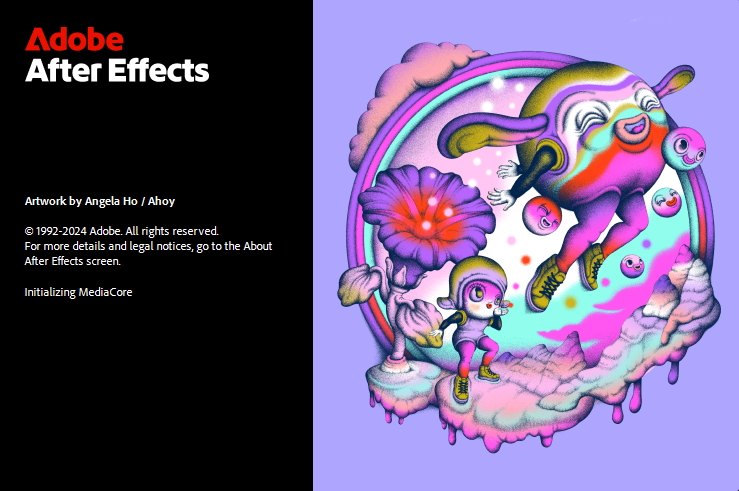 Adobe
After Effects
Artwork by Angela Ho / Ahoy
© 1992-2024 Adobe. All rights reserved.
For more details and legal notices, go to the About
After Effects screen.
Initializing MediaCore